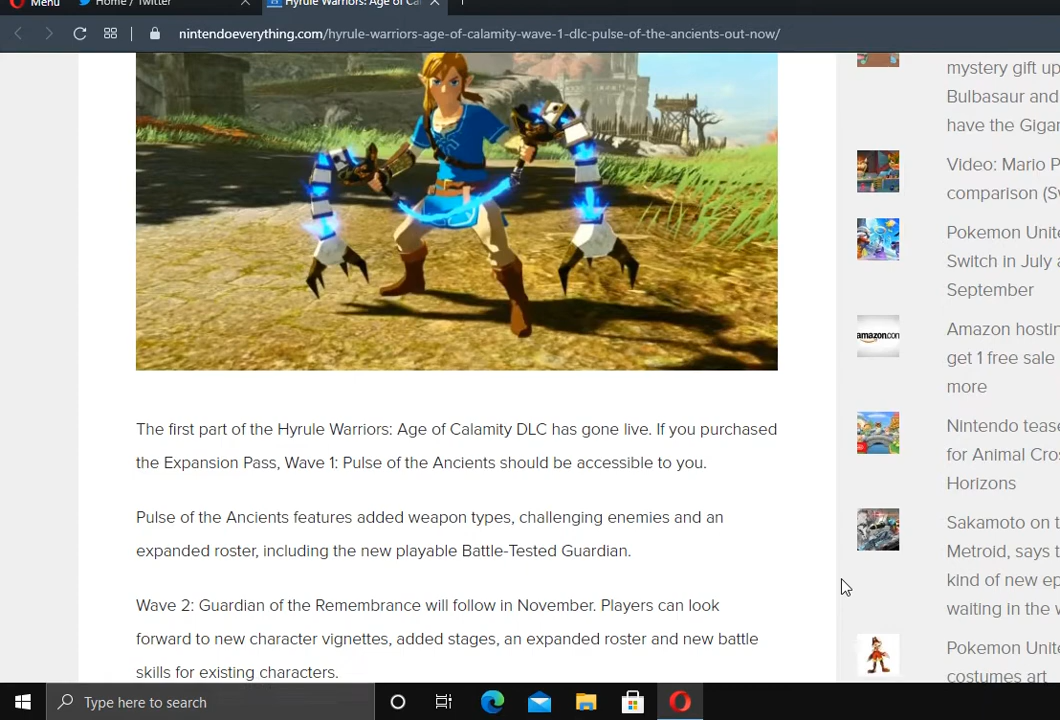 Menu
Home / Twitter
Hyrule Warriors: Age of Ca
nintendoeverything.com/hyrule-warriors-age-of-calamity-wave-1-dlc-pulse-of-the-ancients-out-now/
mystery gift up
Bulbasaur and
have the Gigan
Video: Mario P
comparison (Sw
Pokemon Unite
Switch in July a
September
amazon.com
Amazon hostin
get 1 free sale
more
Nintendo tease
for Animal Cros
Horizons
Sakamoto on t
Metroid, says t
kind of new ep
waiting in the w
Pokemon Unite
costumes art
The first part of the Hyrule Warriors: Age of Calamity DLC has gone live. If you purchased
the Expansion Pass, Wave 1: Pulse of the Ancients should be accessible to you.
Pulse of the Ancients features added weapon types, challenging enemies and an
expanded roster, including the new playable Battle-Tested Guardian.
Wave 2: Guardian of the Remembrance will follow in November. Players can look
forward to new character vignettes, added stages, an expanded roster and new battle
skills for existing characters.
Type here to search